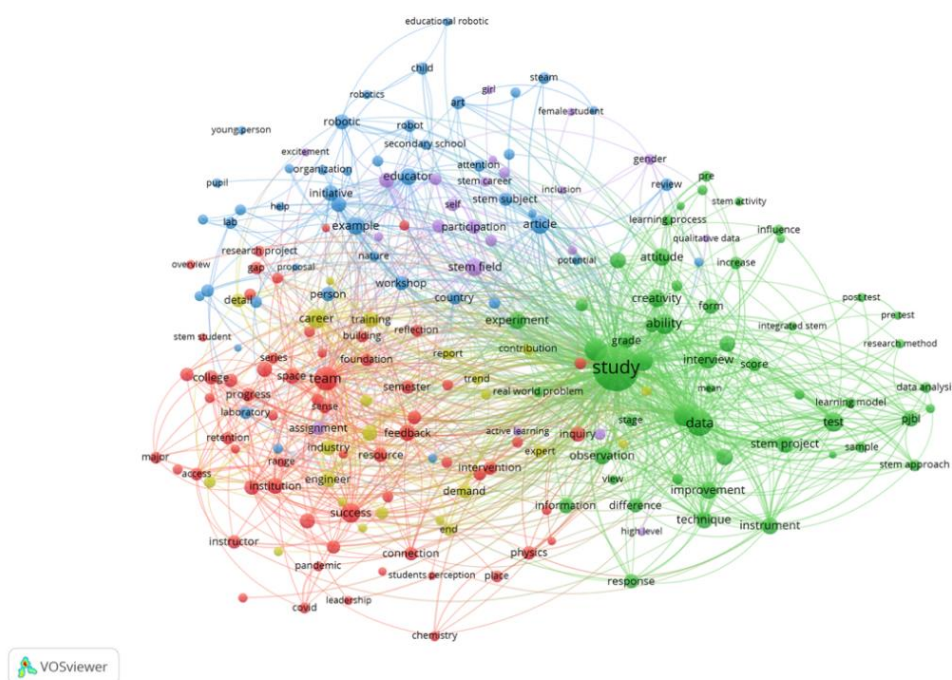 educational robotic
child
steam
girl
robotics
art
female student
robotic
robot
young person
secondary school
excitement
gender
attention
organization
educator
pre
pupil
stem career
review
initiative
inclusion
stem subject
stem activity
help
self
learning process
lab
example
participation
article
influence
qualitative data
research project
nature
attitude
overview
gap
proposal
stem field
potential
increase
workshop
detail
person
country
creativity
form
post test
career
training
experiment
ability
integrated stem
pre test
stem student
building
reflection
grade
research method
series
foundation
report
contribution
interview
score
study
college
space
team
trend
mean
data analysis
progress
semester
real world problem
learning model
sense
laboratory
stage
data
test
pjbl
assignment
active learning
retention
feedback
inquiry
industry
expert
stem project
sample
major
range
resource
observation
access
intervention
stem approach
engineer
view
institution
demand
improvement
information
difference
success
technique
instrument
end
high level
instructor
connection
physics
pandemic
students perception
place
response
covid
leadership
chemistry
VOSviewer